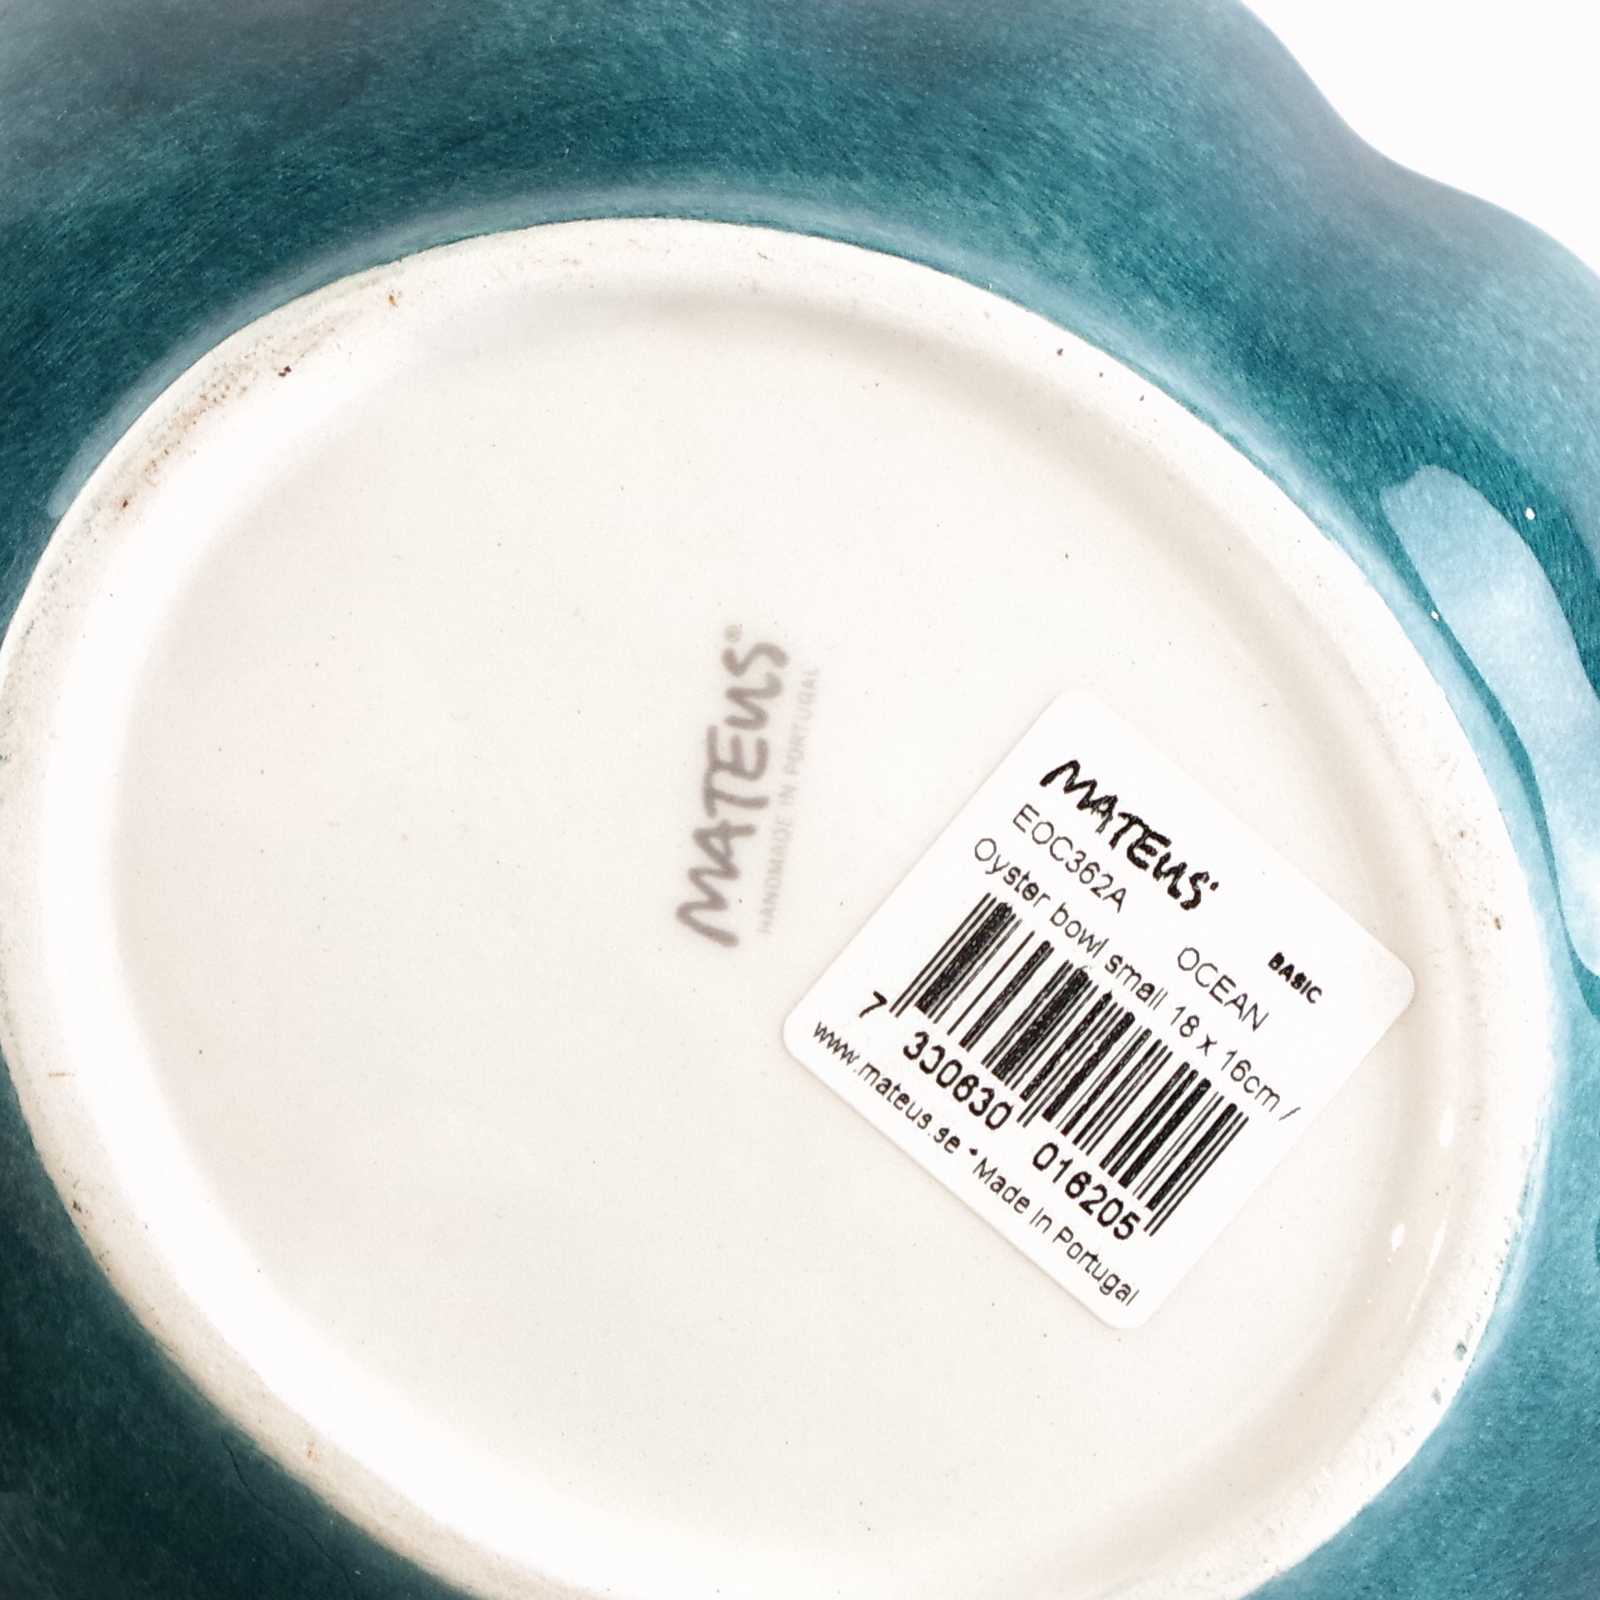 MATEUS®
HANDMADE IN PORTUGAL
MATEUS
EOC362A
OCEAN
BASIC
Oyster bowl small 18 x 16cm /
7 330630 016205
www.mateus.se * Made in Portugal